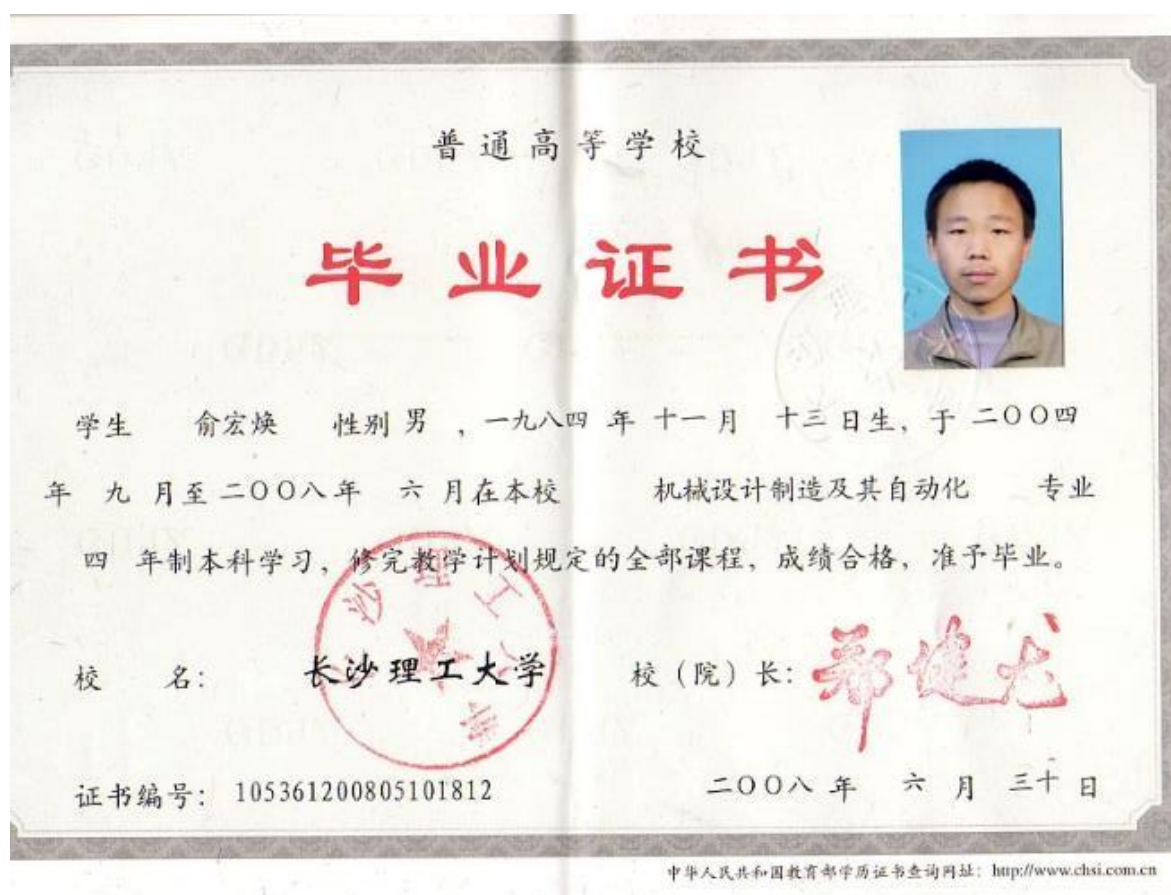 普通高等学校
毕业证书
学生 俞宏焕 性别 男 ，一九八四 年 十一 月 十三 日生，于 二〇〇四
年 九 月至 二〇〇八 年 六 月在本校 机械设计制造及其自动化 专业
四 年制本科学习，修完教学计划规定的全部课程，成绩合格，准予毕业。
校 名： 长沙理工大学 校（院）长： 郑健龙
证书编号： 105361200805101812 二〇〇八 年 六 月 三十 日
中华人民共和国教育部学历证书查询网址：http://www.chsi.com.cn